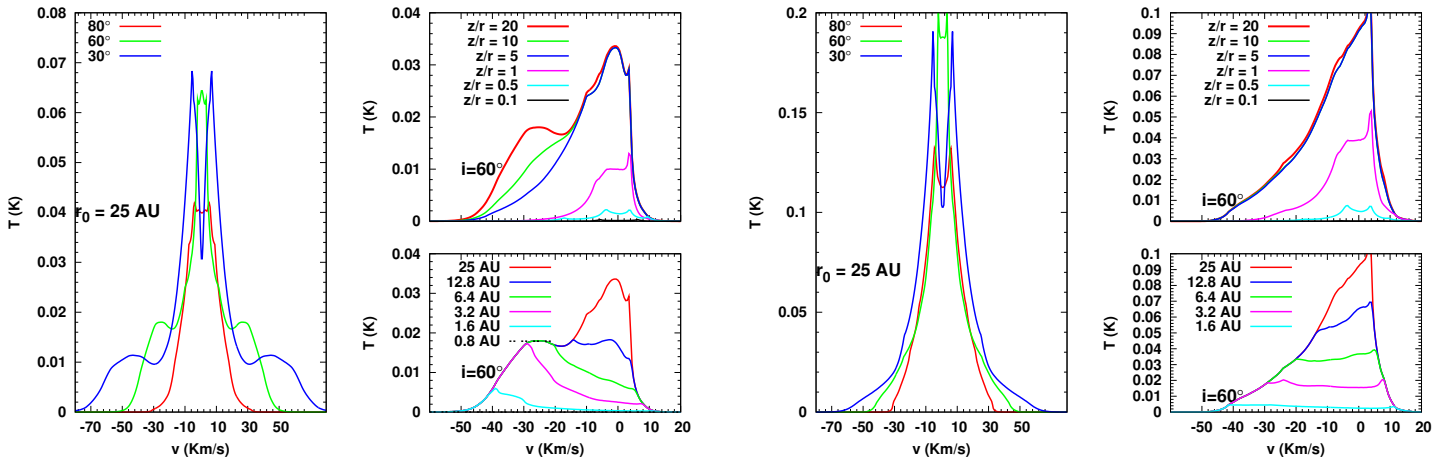 80°
60°
30°
r0 = 25 AU
T (K)
0.08
0.07
0.06
0.05
0.04
0.03
0.02
0.01
0
-70 -50 -30 -10 10 30 50 70
v (Km/s)
z/r = 20
z/r = 10
z/r = 5
z/r = 1
z/r = 0.5
z/r = 0.1
i=60°
T (K)
0.04
0.03
0.02
0.01
0
25 AU
12.8 AU
6.4 AU
3.2 AU
1.6 AU
0.8 AU
i=60°
T (K)
0.04
0.03
0.02
0.01
0
-50 -40 -30 -20 -10 0 10 20
v (Km/s)
80°
60°
30°
r0 = 25 AU
T (K)
0.2
0.15
0.1
0.05
0
-70 -50 -30 -10 10 30 50 70
v (Km/s)
z/r = 20
z/r = 10
z/r = 5
z/r = 1
z/r = 0.5
z/r = 0.1
i=60°
T (K)
0.1
0.09
0.08
0.07
0.06
0.05
0.04
0.03
0.02
0.01
0
25 AU
12.8 AU
6.4 AU
3.2 AU
1.6 AU
i=60°
T (K)
0.1
0.09
0.08
0.07
0.06
0.05
0.04
0.03
0.02
0.01
0
-50 -40 -30 -20 -10 0 10 20
v (Km/s)